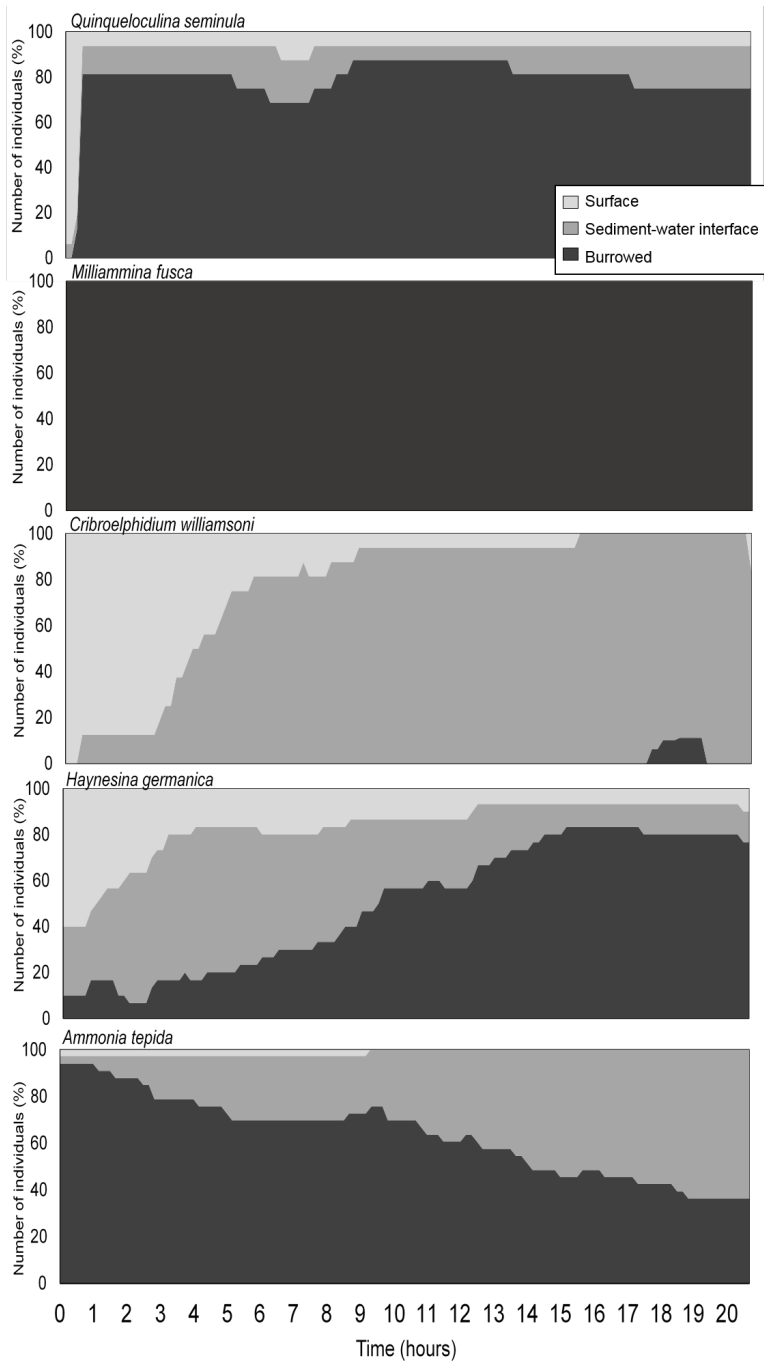 Quinqueloculina seminula
Number of individuals (%)
100
80
60
40
20
0
Surface
Sediment-water interface
Burrowed
Milliammina fusca
Number of individuals (%)
100
80
60
40
20
0
Cribroelphidium williamsoni
Number of individuals (%)
100
80
60
40
20
0
Haynesina germanica
Number of individuals (%)
100
80
60
40
20
0
Ammonia tepida
Number of individuals (%)
100
80
60
40
20
0
0 1 2 3 4 5 6 7 8 9 10 11 12 13 14 15 16 17 18 19 20
Time (hours)